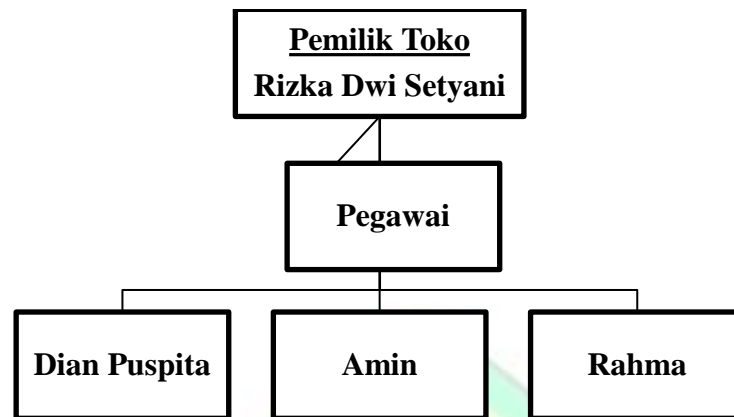 Pemilik Toko
Rizka Dwi Setyani
Pegawai
Dian Puspita
Amin
Rahma